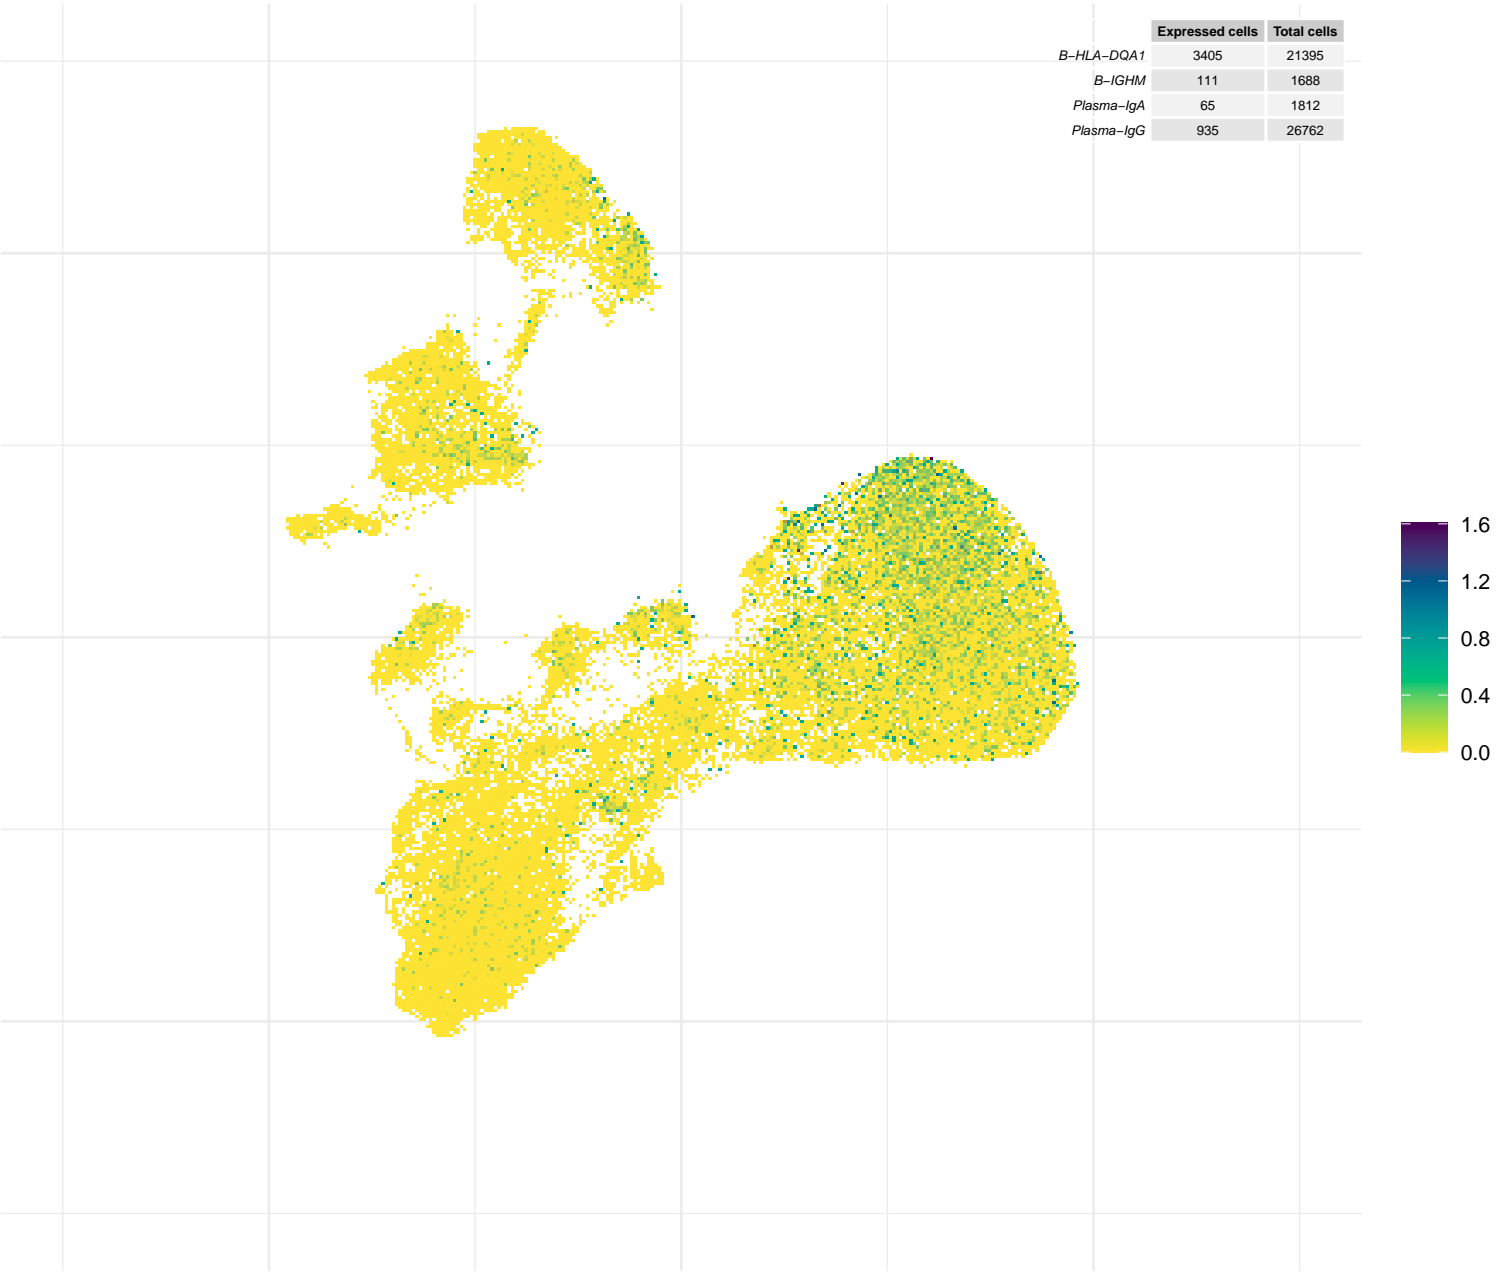 Expressed cells Total cells
B−HLA−DQA1 3405 21395
B−IGHM 111 1688
Plasma−IgA 65 1812
Plasma−IgG 935 26762
1.6
1.2
0.8
0.4
0.0